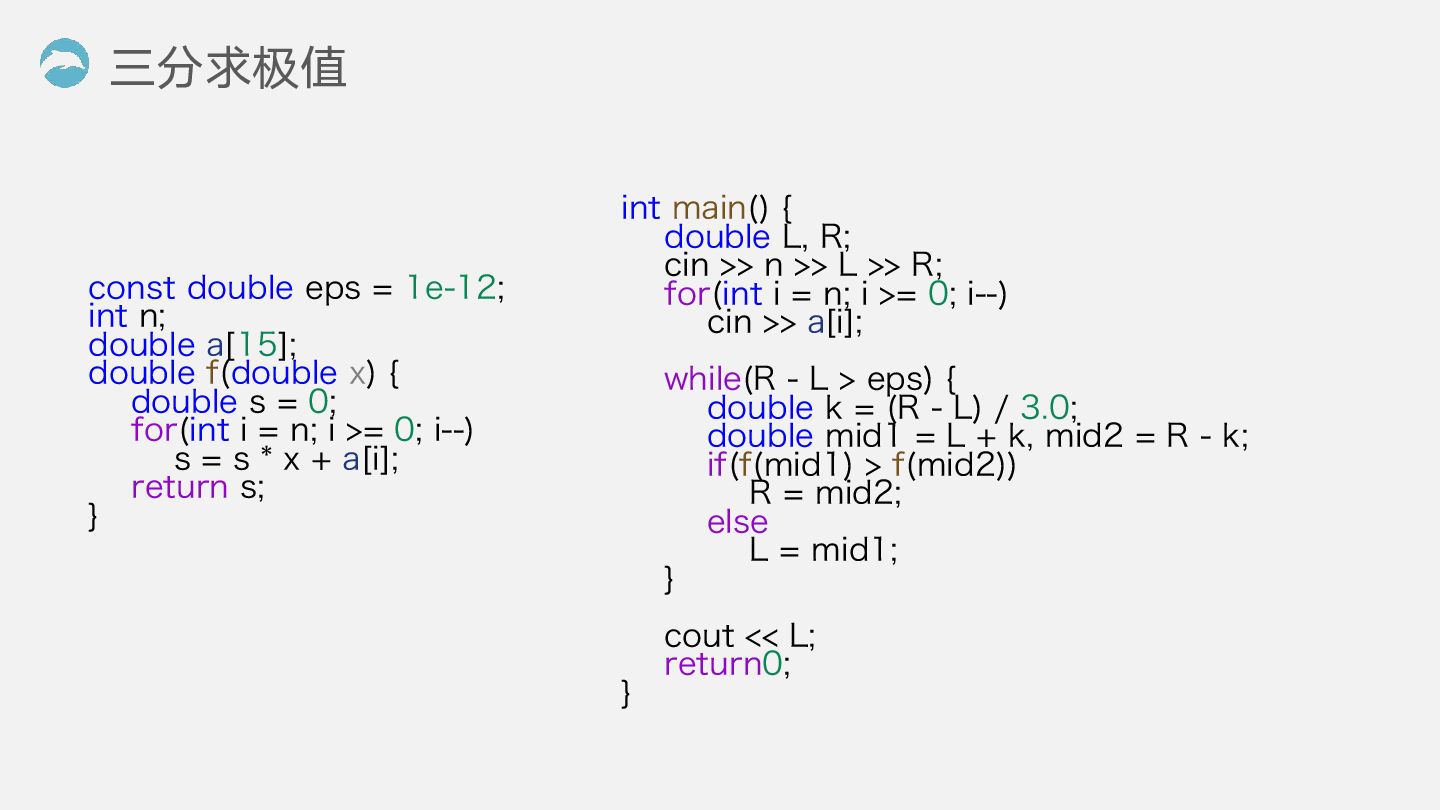 三分求极值
const double eps = 1e-12;
int n;
double a[15];
double f(double x) {
    double s = 0;
    for(int i = n; i >= 0; i--)
        s = s * x + a[i];
    return s;
}
int main() {
    double L, R;
    cin >> n >> L >> R;
    for(int i = n; i >= 0; i--)
        cin >> a[i];
    while(R - L > eps) {
        double k = (R - L) / 3.0;
        double mid1 = L + k, mid2 = R - k;
        if(f(mid1) > f(mid2))
            R = mid2;
        else
            L = mid1;
    }
    cout << L;
    return0;
}